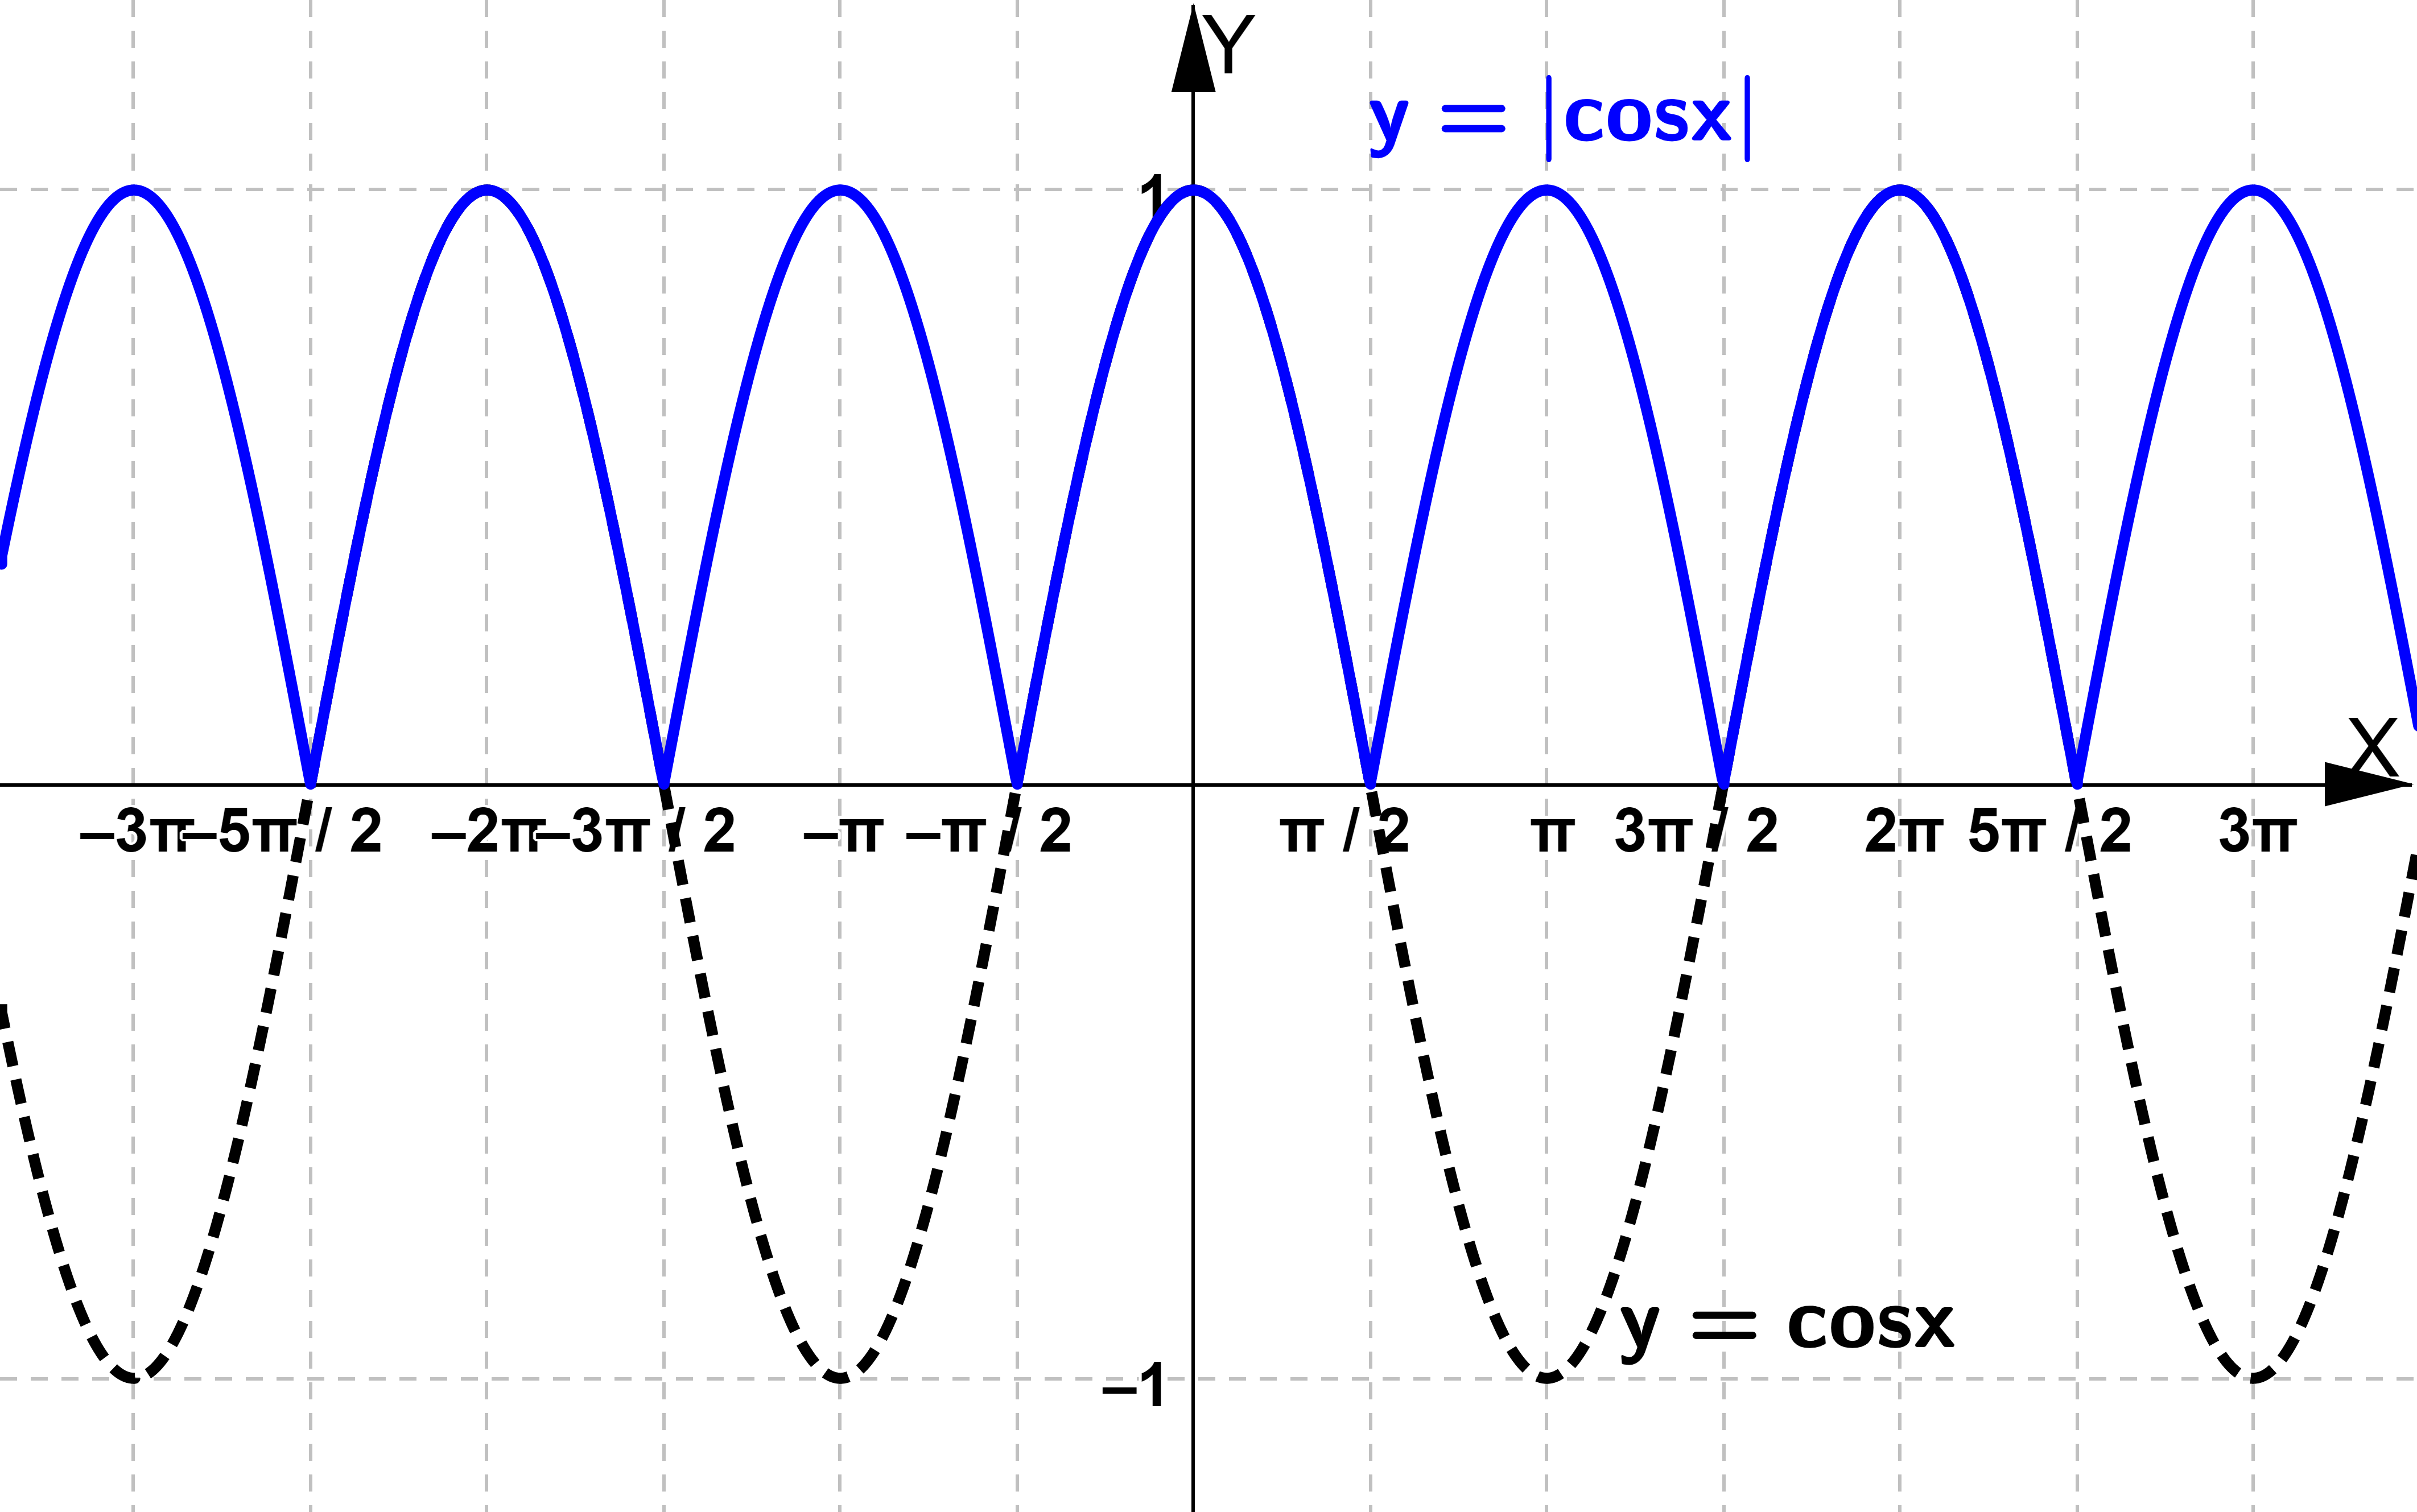 Y
y = |cosx|
1
X
−3π −5π / 2 −2π −3π / 2 −π −π / 2 π / 2 π 3π / 2 2π 5π / 2 3π
y = cosx
−1